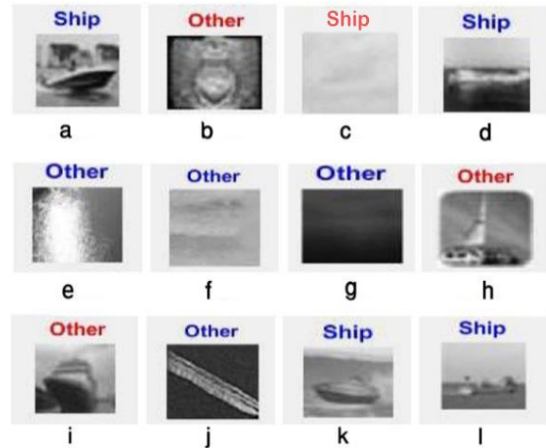 Ship Other Ship Ship
a b c d
Other Other Other Other
e f g h
Other Other Ship Ship
i j k l